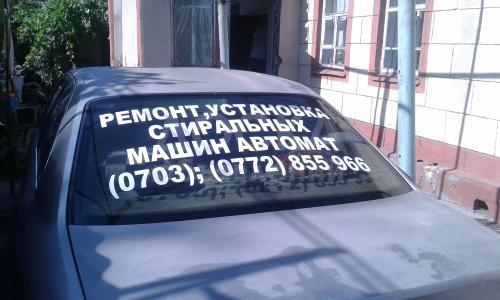 РЕМОНТ,УСТАНОВКА
СТИРАЛЬНЫХ
МАШИН АВТОМАТ
(0703); (0772) 855 966